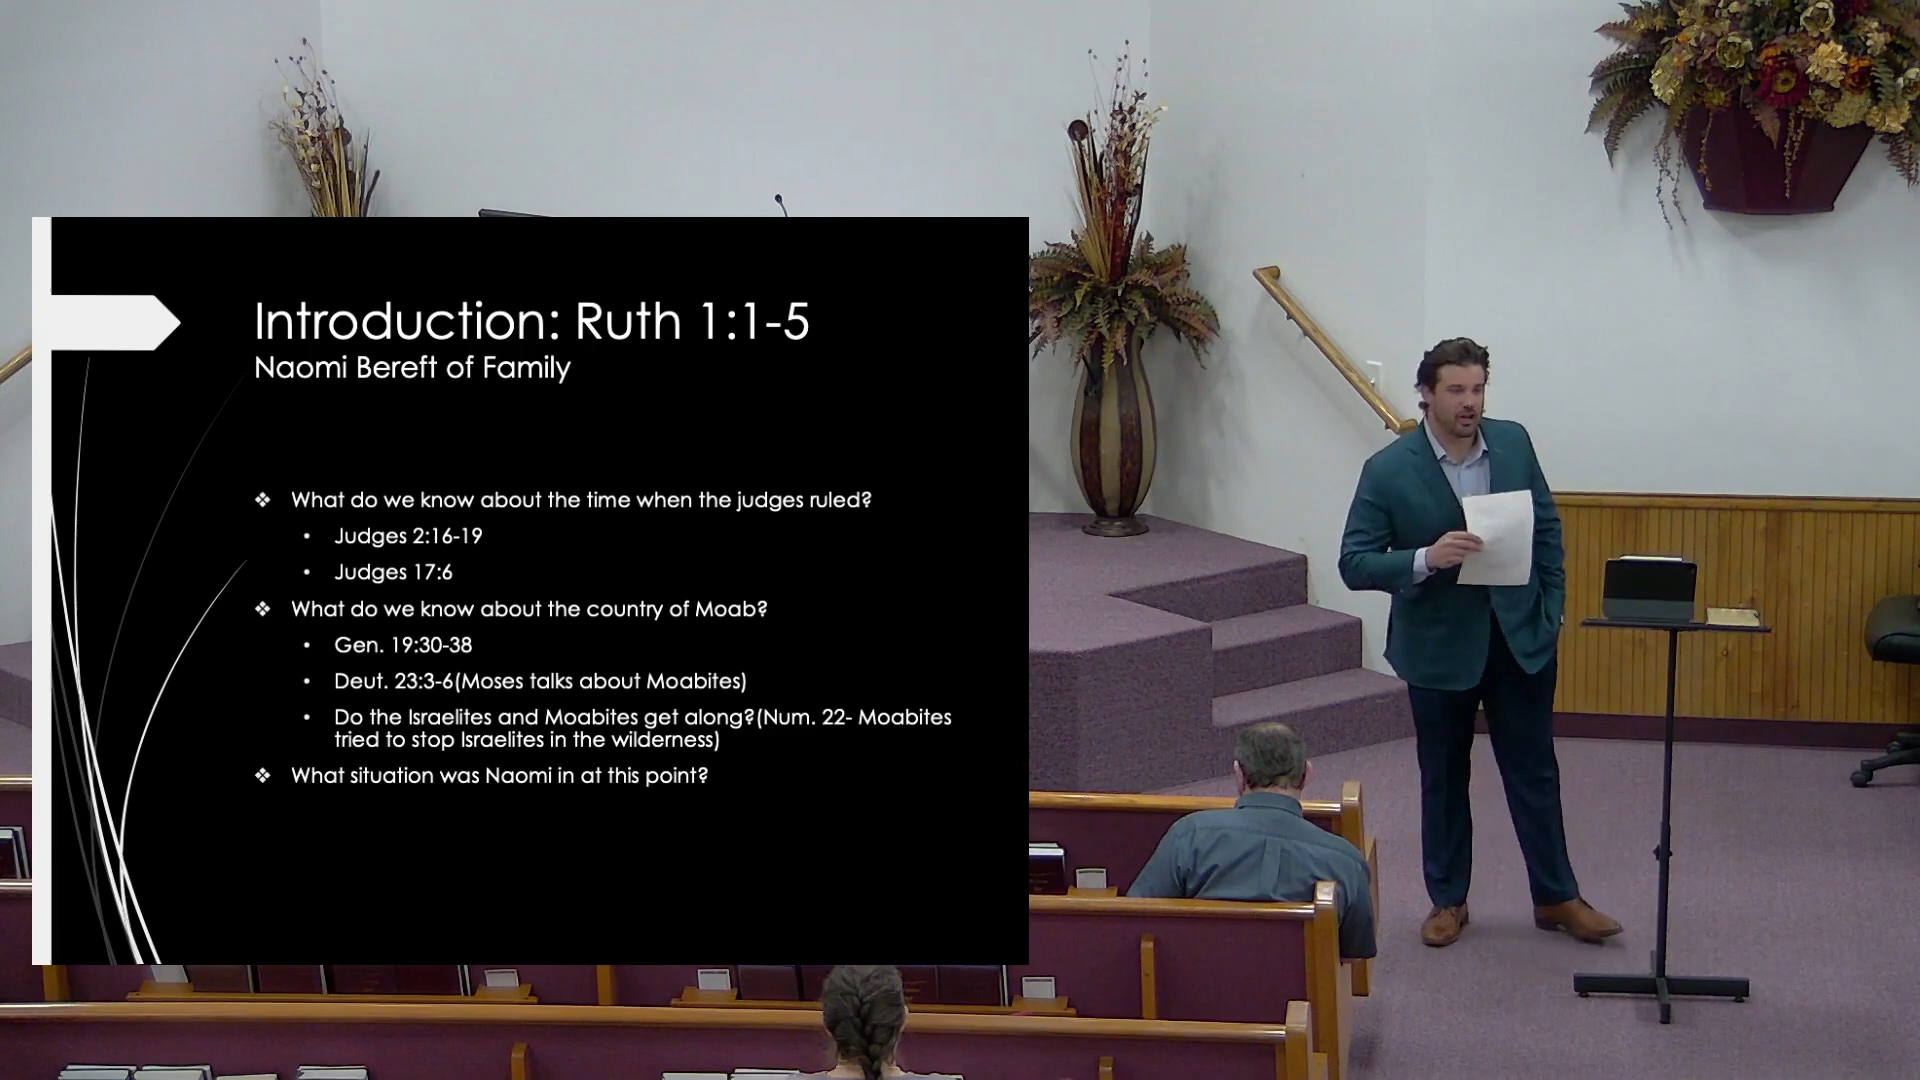 Introduction: Ruth 1:1-5
Naomi Bereft of Family
❖ What do we know about the time when the judges ruled?
• Judges 2:16-19
• Judges 17:6
❖ What do we know about the country of Moab?
• Gen. 19:30-38
• Deut. 23:3-6(Moses talks about Moabites)
• Do the Israelites and Moabites get along?(Num. 22- Moabites
tried to stop Israelites in the wilderness)
❖ What situation was Naomi in at this point?